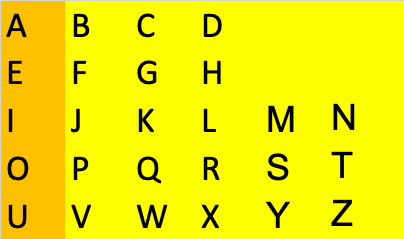 A B C D
E F G H
I J K L M N
O P Q R S T
U V W X Y Z